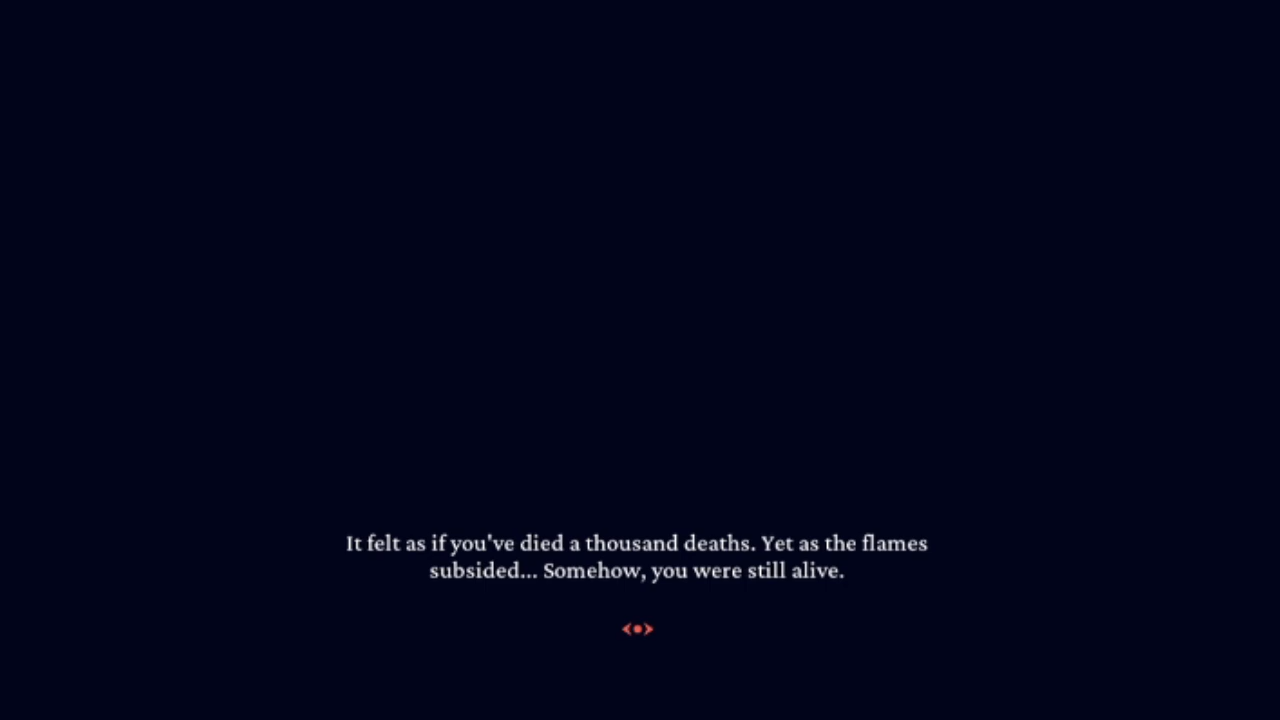 It felt as if you've died a thousand deaths. Yet as the flames
subsided... Somehow, you were still alive.